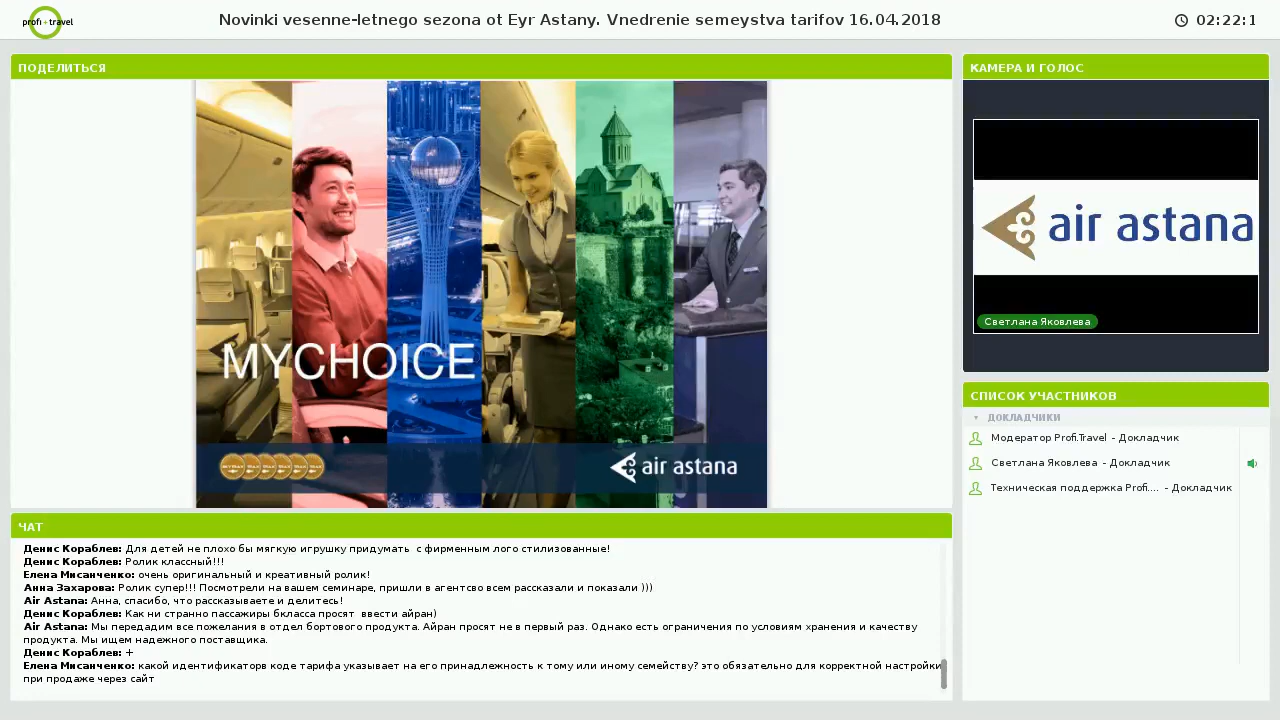 profi + travel
Novinki vesenne-letnego sezona ot Eyr Astany. Vnedrenie semeystva tarifov 16.04.2018
02:22:1
ПОДЕЛИТЬСЯ
MYCHOICE
air astana
КАМЕРА И ГОЛОС
air astana
Светлана Яковлева
СПИСОК УЧАСТНИКОВ
ДОКЛАДЧИКИ
Модератор Profi.Travel - Докладчик
Светлана Яковлева - Докладчик
Техническая поддержка Profi.... - Докладчик
ЧАТ
Денис Кораблев: Для детей не плохо бы мягкую игрушку придумать с фирменным лого стилизованные!
Денис Кораблев: Ролик классный!!!
Елена Мисанченко: очень оригинальный и креативный ролик!
Анна Захарова: Ролик супер!!! Посмотрели на вашем семинаре, пришли в агентсво всем рассказали и показали )))
Air Astana: Анна, спасибо, что рассказываете и делитесь!
Денис Кораблев: Как ни странно пассажиры бкласса просят ввести айран)
Air Astana: Мы передадим все пожелания в отдел бортового продукта. Айран просят не в первый раз. Однако есть ограничения по условиям хранения и качеству
продукта. Мы ищем надежного поставщика.
Денис Кораблев: +
Елена Мисанченко: какой идентификаторв коде тарифа указывает на его принадлежность к тому или иному семейству? это обязательно для корректной настройки
при продаже через сайт